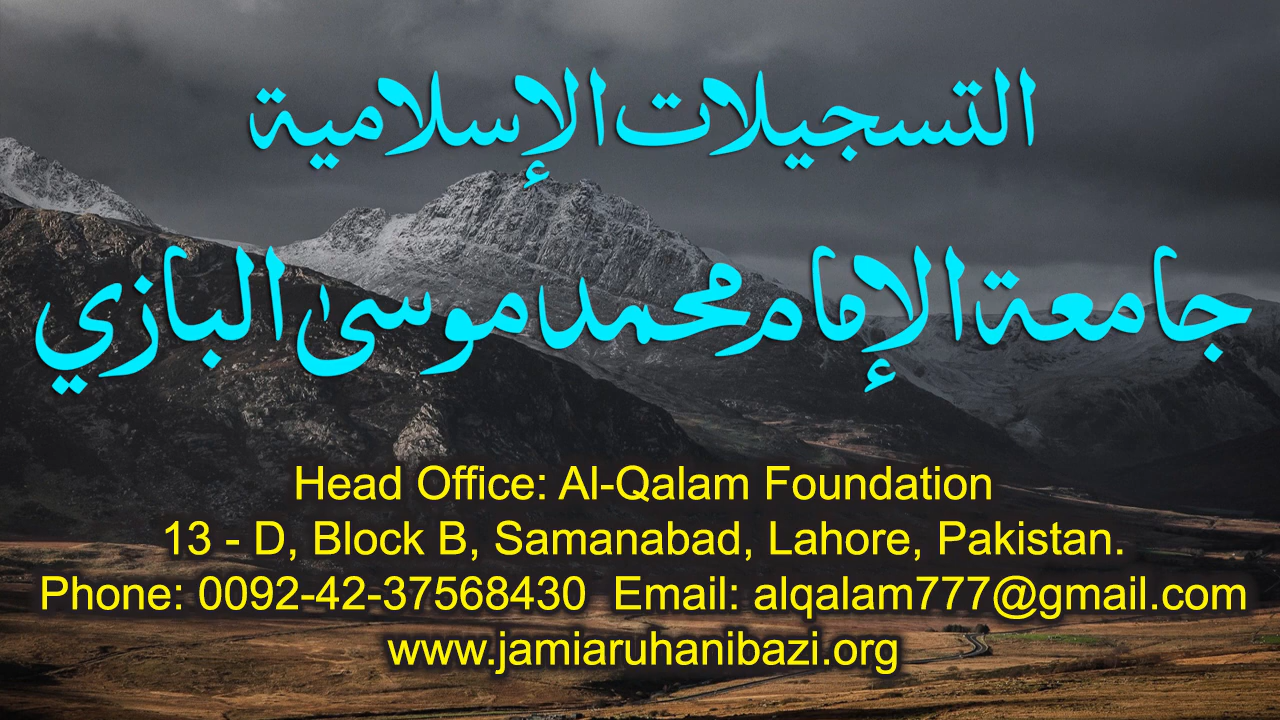 التسجيلات الإسلامية
جامعة الإمام محمد موسىٰ البازي
Head Office: Al-Qalam Foundation
13 - D, Block B, Samanabad, Lahore, Pakistan.
Phone: 0092-42-37568430 Email: alqalam777@gmail.com
www.jamiaruhanibazi.org